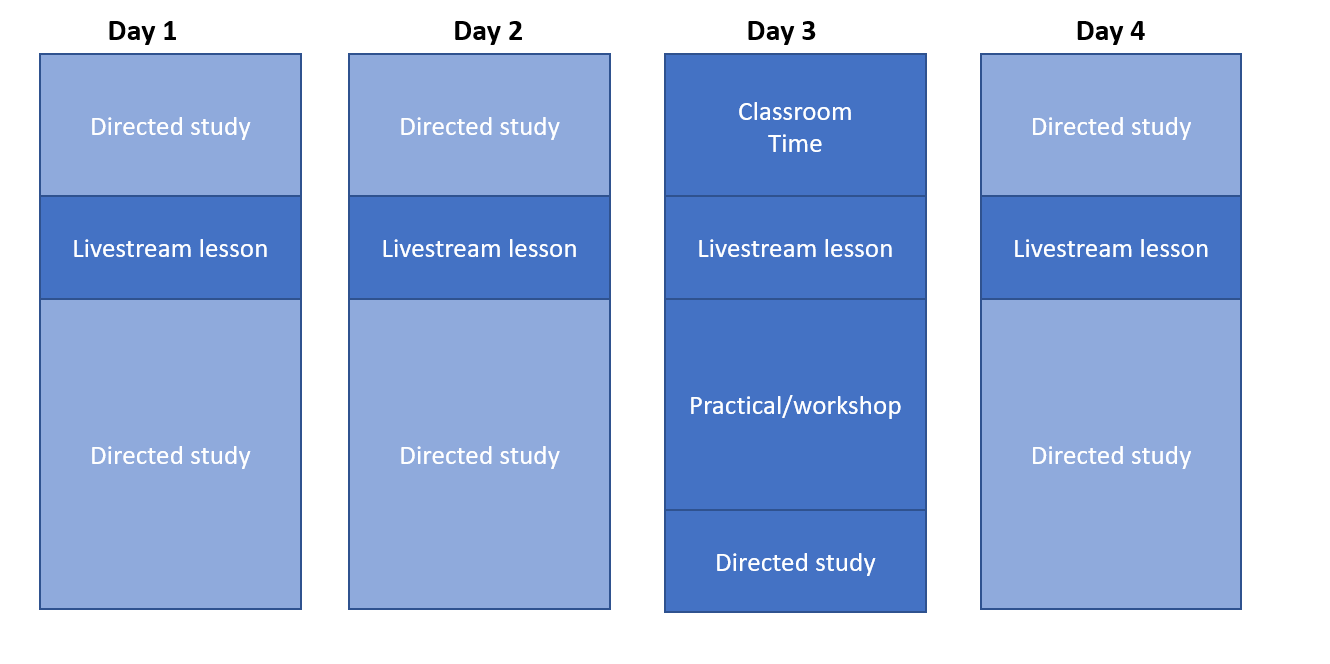 Day 1
Directed study
Livestream lesson
Directed study
Day 2
Directed study
Livestream lesson
Directed study
Day 3
Classroom
Time
Livestream lesson
Practical/workshop
Directed study
Day 4
Directed study
Livestream lesson
Directed study